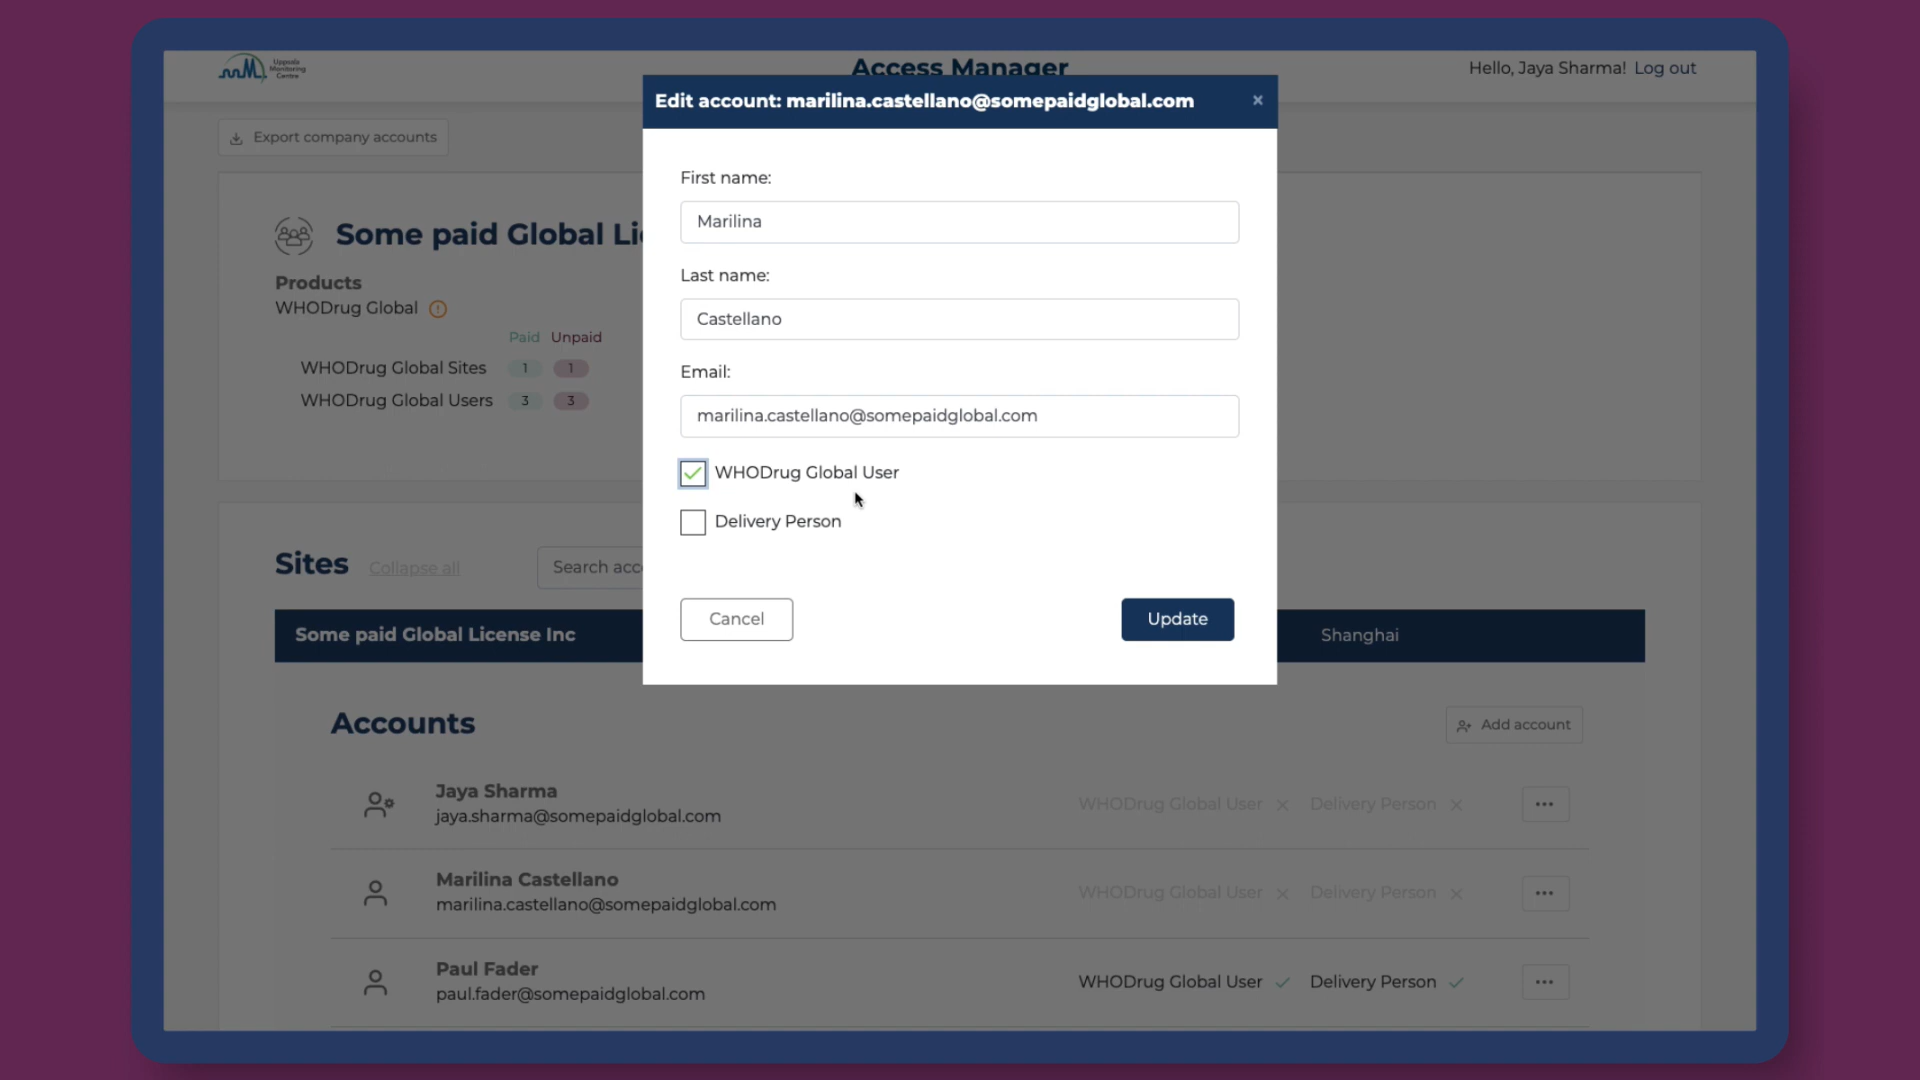 Uppsala
Monitoring
Centre
Access Manager
Hello, Jaya Sharma! Log out
Edit account: marilina.castellano@somepaidglobal.com ×
Export company accounts
First name:
Marilina
Some paid Global Li
Products
WHODrug Global
Last name:
Castellano
Paid Unpaid
WHODrug Global Sites 1 1
WHODrug Global Users 3 3
Email:
marilina.castellano@somepaidglobal.com
WHODrug Global User
Delivery Person
Sites Collapse all Search acc
Cancel Update
Some paid Global License Inc Shanghai
Accounts Add account
Jaya Sharma
jaya.sharma@somepaidglobal.com
WHODrug Global User Delivery Person
Marilina Castellano
marilina.castellano@somepaidglobal.com
WHODrug Global User Delivery Person
Paul Fader
paul.fader@somepaidglobal.com
WHODrug Global User Delivery Person